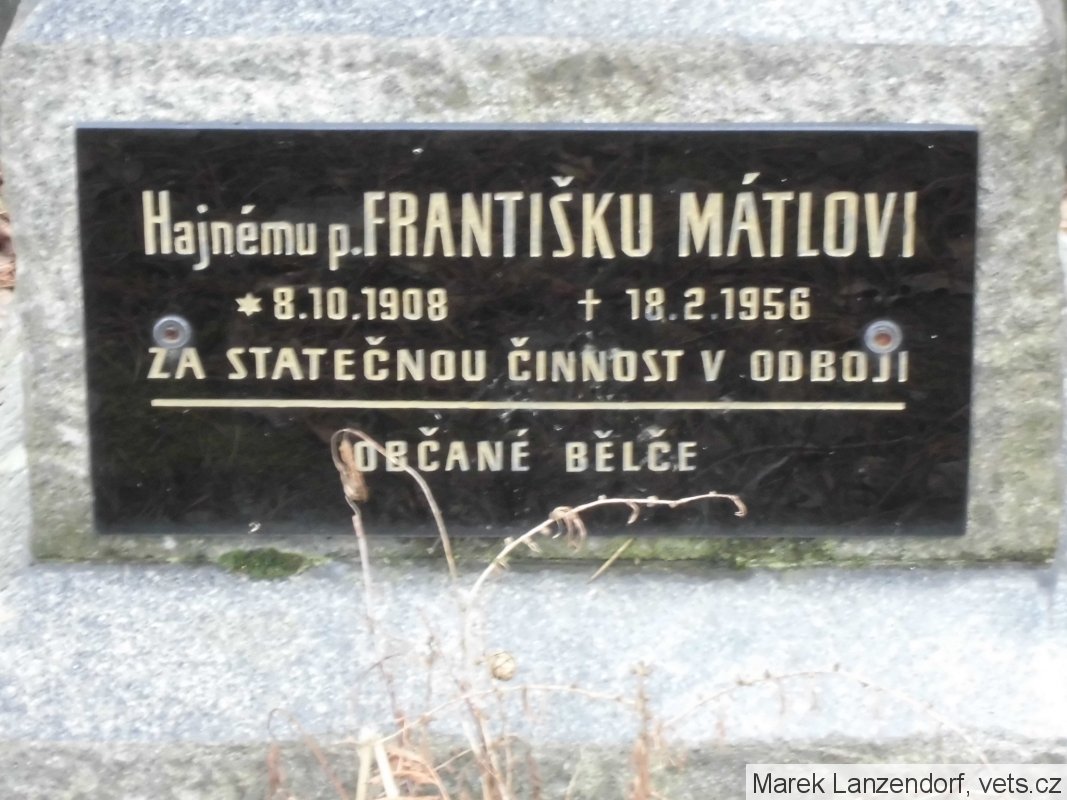 Hajnému p. FRANTIŠKU MÁTLOVI
* 8.10.1908 † 18.2.1956
ZA STATEČNOU ČINNOST V ODBOJI
OBČANÉ BĚLČE
Marek Lanzendorf, vets.cz